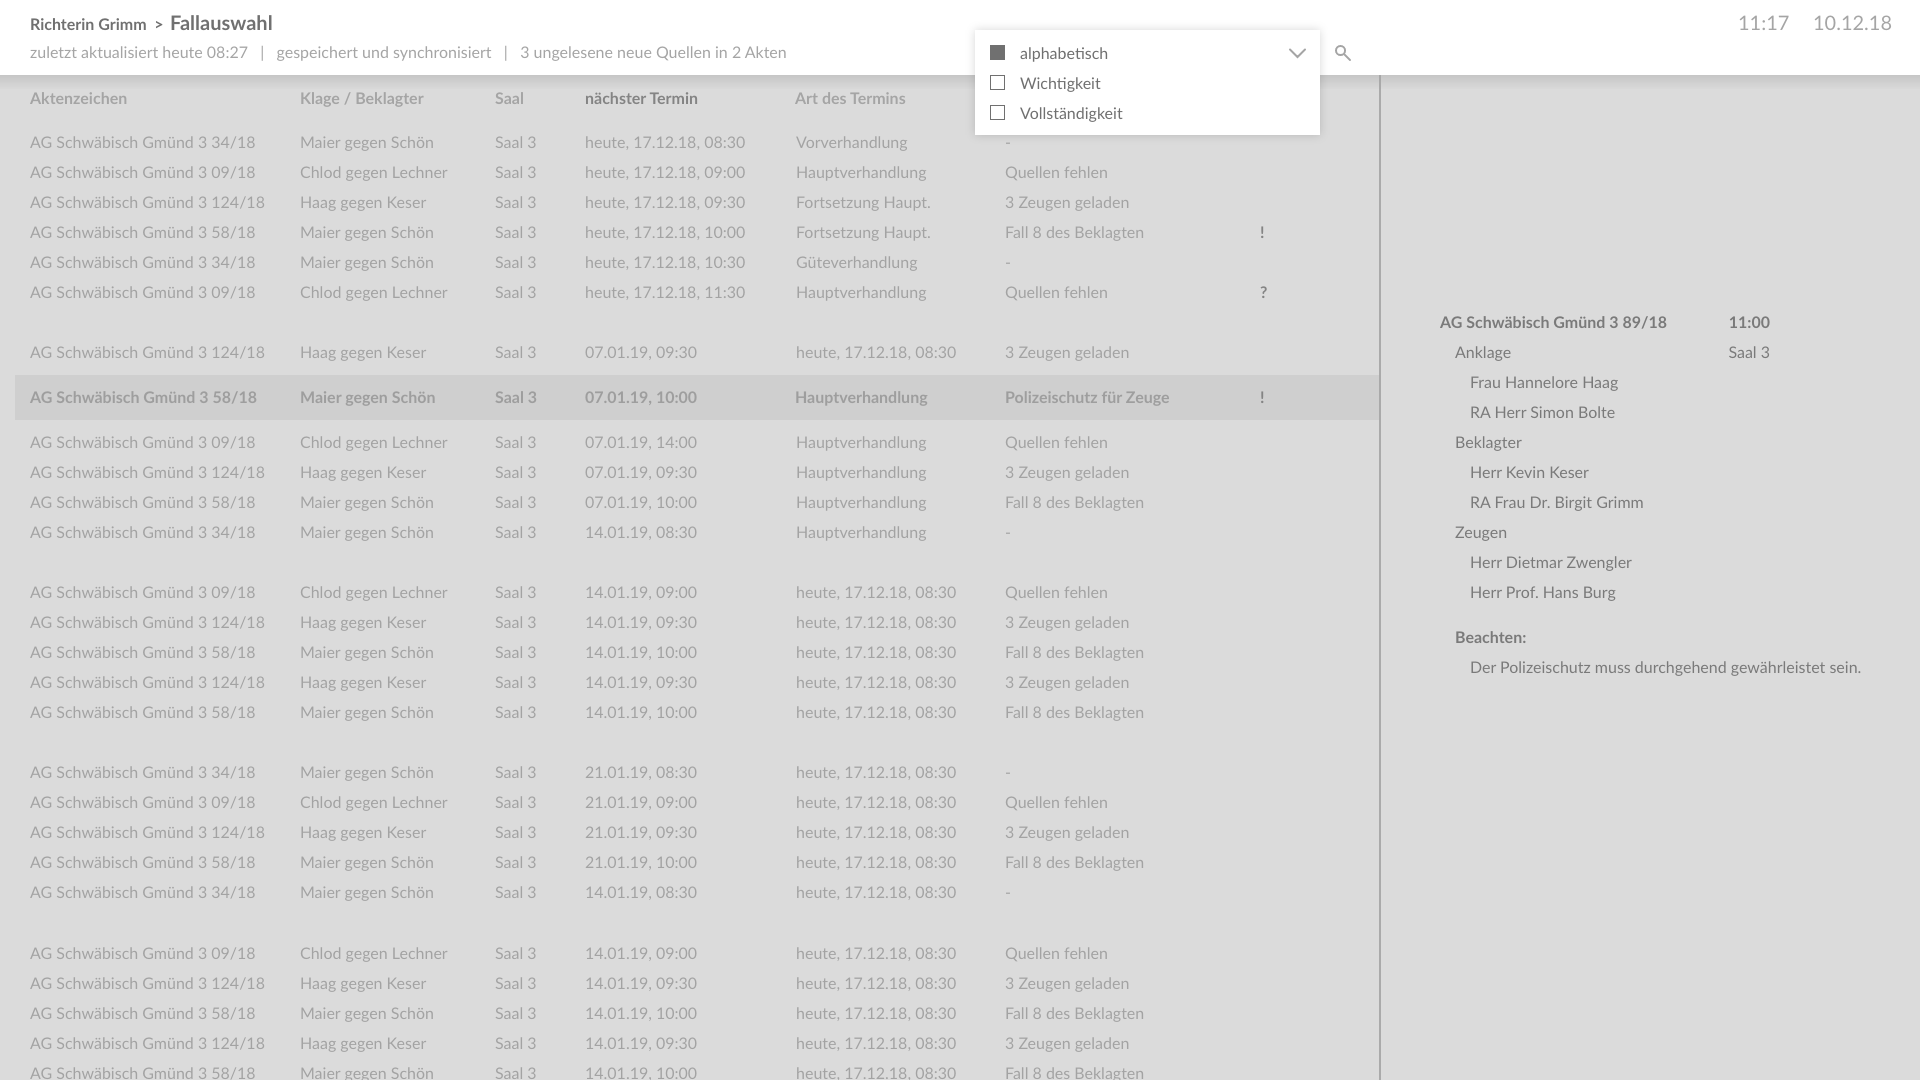 Richterin Grimm > Fallauswahl
11:17 10.12.18
zuletzt aktualisiert heute 08:27 | gespeichert und synchronisiert | 3 ungelesene neue Quellen in 2 Akten
alphabetisch
Wichtigkeit
Vollständigkeit
Aktenzeichen Klage / Beklagter Saal nächster Termin Art des Termins
AG Schwäbisch Gmünd 3 34/18 Maier gegen Schön Saal 3 heute, 17.12.18, 08:30 Vorverhandlung -
AG Schwäbisch Gmünd 3 09/18 Chlod gegen Lechner Saal 3 heute, 17.12.18, 09:00 Hauptverhandlung Quellen fehlen
AG Schwäbisch Gmünd 3 124/18 Haag gegen Keser Saal 3 heute, 17.12.18, 09:30 Fortsetzung Haupt. 3 Zeugen geladen
AG Schwäbisch Gmünd 3 58/18 Maier gegen Schön Saal 3 heute, 17.12.18, 10:00 Fortsetzung Haupt. Fall 8 des Beklagten !
AG Schwäbisch Gmünd 3 34/18 Maier gegen Schön Saal 3 heute, 17.12.18, 10:30 Güteverhandlung -
AG Schwäbisch Gmünd 3 09/18 Chlod gegen Lechner Saal 3 heute, 17.12.18, 11:30 Hauptverhandlung Quellen fehlen ?
AG Schwäbisch Gmünd 3 124/18 Haag gegen Keser Saal 3 07.01.19, 09:30 heute, 17.12.18, 08:30 3 Zeugen geladen
AG Schwäbisch Gmünd 3 58/18 Maier gegen Schön Saal 3 07.01.19, 10:00 Hauptverhandlung Polizeischutz für Zeuge !
AG Schwäbisch Gmünd 3 09/18 Chlod gegen Lechner Saal 3 07.01.19, 14:00 Hauptverhandlung Quellen fehlen
AG Schwäbisch Gmünd 3 124/18 Haag gegen Keser Saal 3 07.01.19, 09:30 Hauptverhandlung 3 Zeugen geladen
AG Schwäbisch Gmünd 3 58/18 Maier gegen Schön Saal 3 07.01.19, 10:00 Hauptverhandlung Fall 8 des Beklagten
AG Schwäbisch Gmünd 3 34/18 Maier gegen Schön Saal 3 14.01.19, 08:30 Hauptverhandlung -
AG Schwäbisch Gmünd 3 09/18 Chlod gegen Lechner Saal 3 14.01.19, 09:00 heute, 17.12.18, 08:30 Quellen fehlen
AG Schwäbisch Gmünd 3 124/18 Haag gegen Keser Saal 3 14.01.19, 09:30 heute, 17.12.18, 08:30 3 Zeugen geladen
AG Schwäbisch Gmünd 3 58/18 Maier gegen Schön Saal 3 14.01.19, 10:00 heute, 17.12.18, 08:30 Fall 8 des Beklagten
AG Schwäbisch Gmünd 3 124/18 Haag gegen Keser Saal 3 14.01.19, 09:30 heute, 17.12.18, 08:30 3 Zeugen geladen
AG Schwäbisch Gmünd 3 58/18 Maier gegen Schön Saal 3 14.01.19, 10:00 heute, 17.12.18, 08:30 Fall 8 des Beklagten
AG Schwäbisch Gmünd 3 34/18 Maier gegen Schön Saal 3 21.01.19, 08:30 heute, 17.12.18, 08:30 -
AG Schwäbisch Gmünd 3 09/18 Chlod gegen Lechner Saal 3 21.01.19, 09:00 heute, 17.12.18, 08:30 Quellen fehlen
AG Schwäbisch Gmünd 3 124/18 Haag gegen Keser Saal 3 21.01.19, 09:30 heute, 17.12.18, 08:30 3 Zeugen geladen
AG Schwäbisch Gmünd 3 58/18 Maier gegen Schön Saal 3 21.01.19, 10:00 heute, 17.12.18, 08:30 Fall 8 des Beklagten
AG Schwäbisch Gmünd 3 34/18 Maier gegen Schön Saal 3 14.01.19, 08:30 heute, 17.12.18, 08:30 -
AG Schwäbisch Gmünd 3 09/18 Chlod gegen Lechner Saal 3 14.01.19, 09:00 heute, 17.12.18, 08:30 Quellen fehlen
AG Schwäbisch Gmünd 3 124/18 Haag gegen Keser Saal 3 14.01.19, 09:30 heute, 17.12.18, 08:30 3 Zeugen geladen
AG Schwäbisch Gmünd 3 58/18 Maier gegen Schön Saal 3 14.01.19, 10:00 heute, 17.12.18, 08:30 Fall 8 des Beklagten
AG Schwäbisch Gmünd 3 124/18 Haag gegen Keser Saal 3 14.01.19, 09:30 heute, 17.12.18, 08:30 3 Zeugen geladen
AG Schwäbisch Gmünd 3 58/18 Maier gegen Schön Saal 3 14.01.19, 10:00 heute, 17.12.18, 08:30 Fall 8 des Beklagten
AG Schwäbisch Gmünd 3 89/18 11:00
Anklage Saal 3
Frau Hannelore Haag
RA Herr Simon Bolte
Beklagter
Herr Kevin Keser
RA Frau Dr. Birgit Grimm
Zeugen
Herr Dietmar Zwengler
Herr Prof. Hans Burg
Beachten:
Der Polizeischutz muss durchgehend gewährleistet sein.